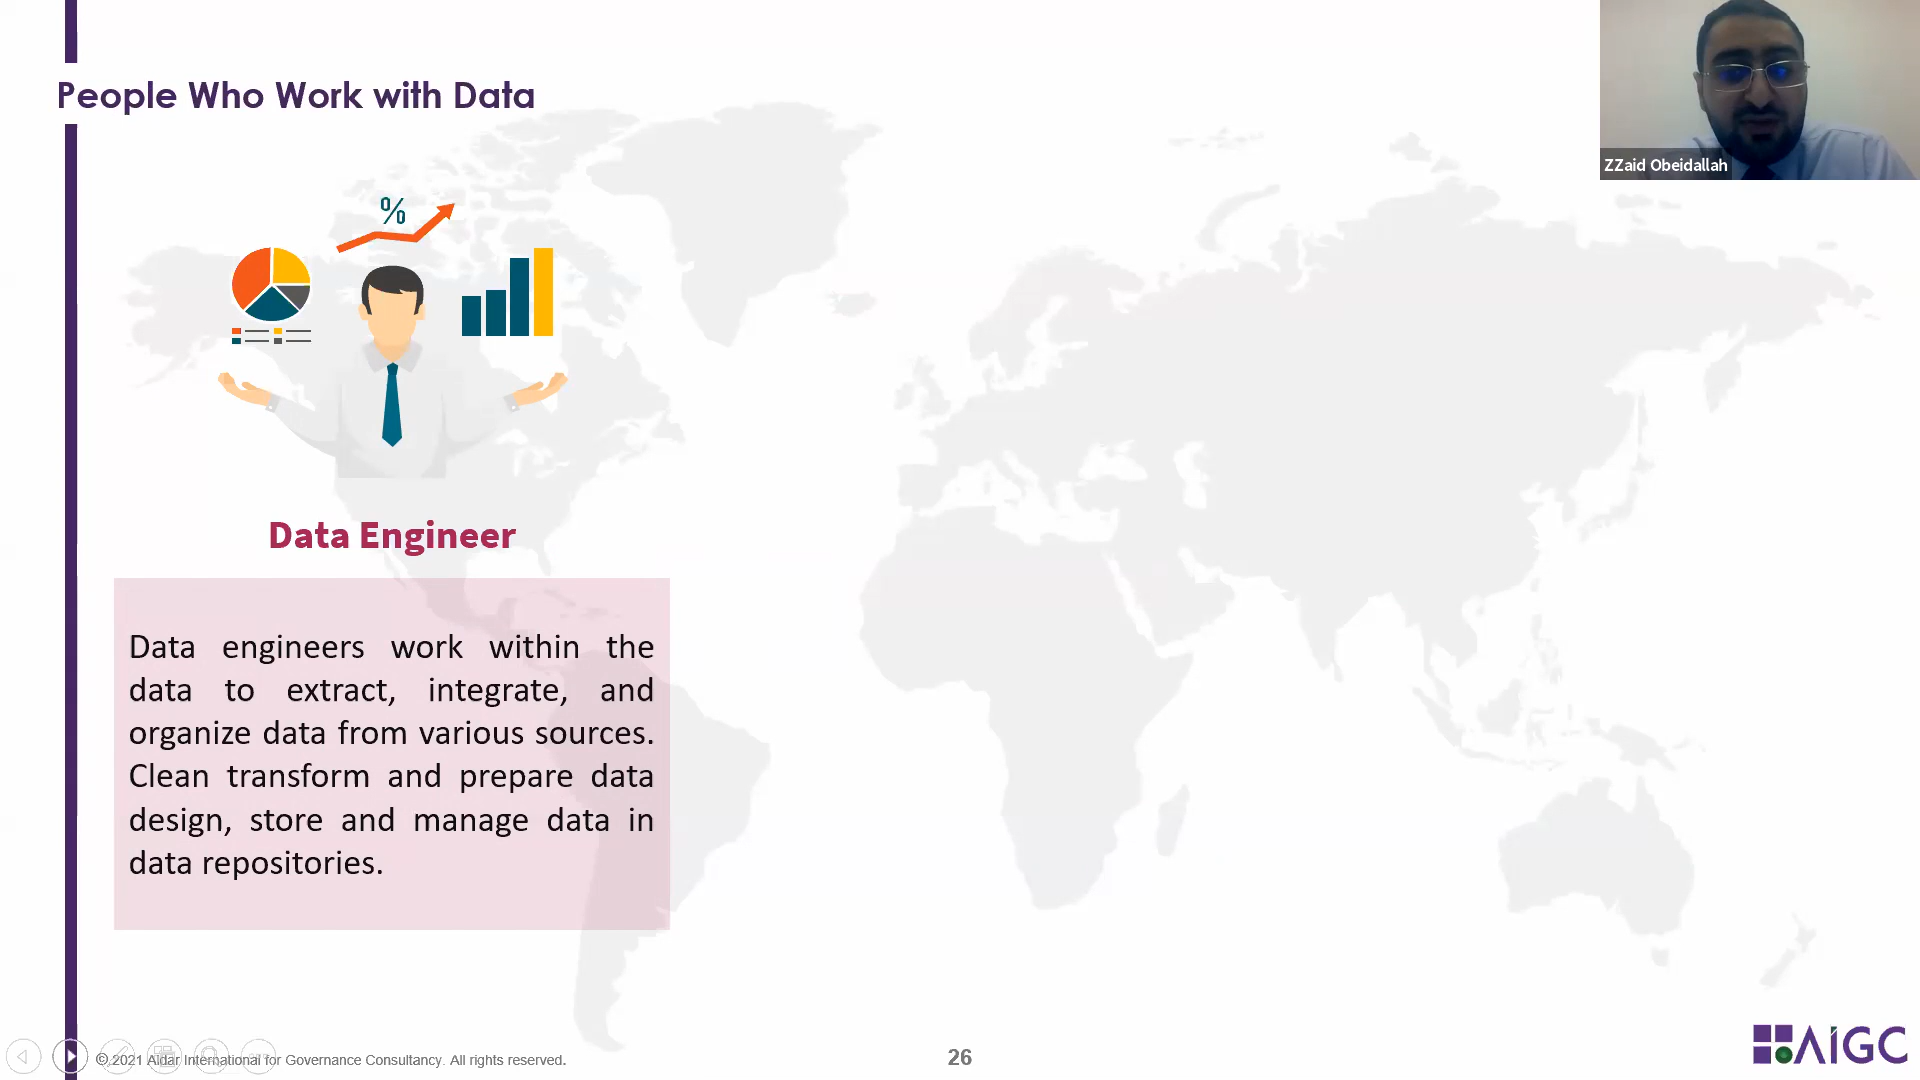 People Who Work with Data
ZZaid Obeidallah
%
Data Engineer
Data engineers work within the
data to extract, integrate, and
organize data from various sources.
Clean transform and prepare data
design, store and manage data in
data repositories.
© 2021 Aldar International for Governance Consultancy. All rights reserved.
26
AIGC